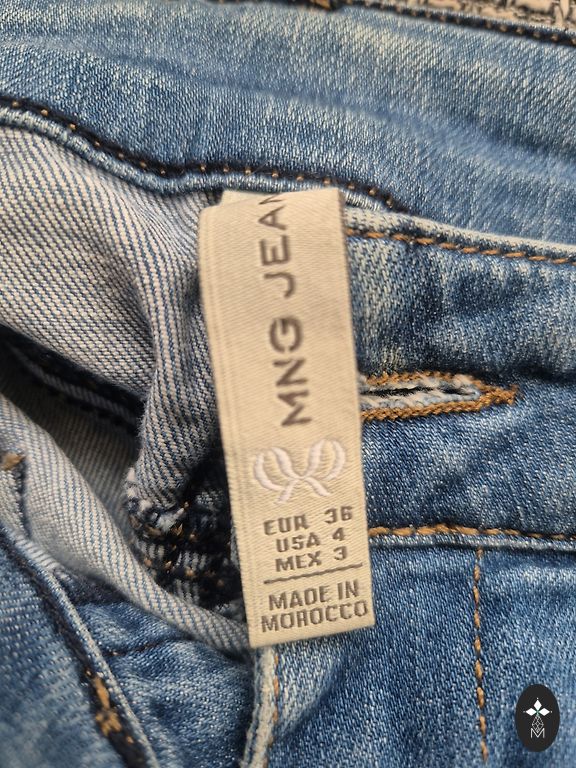 MNG JEAN
EUR 36
USA 4
MEX 3
MADE IN
MOROCCO